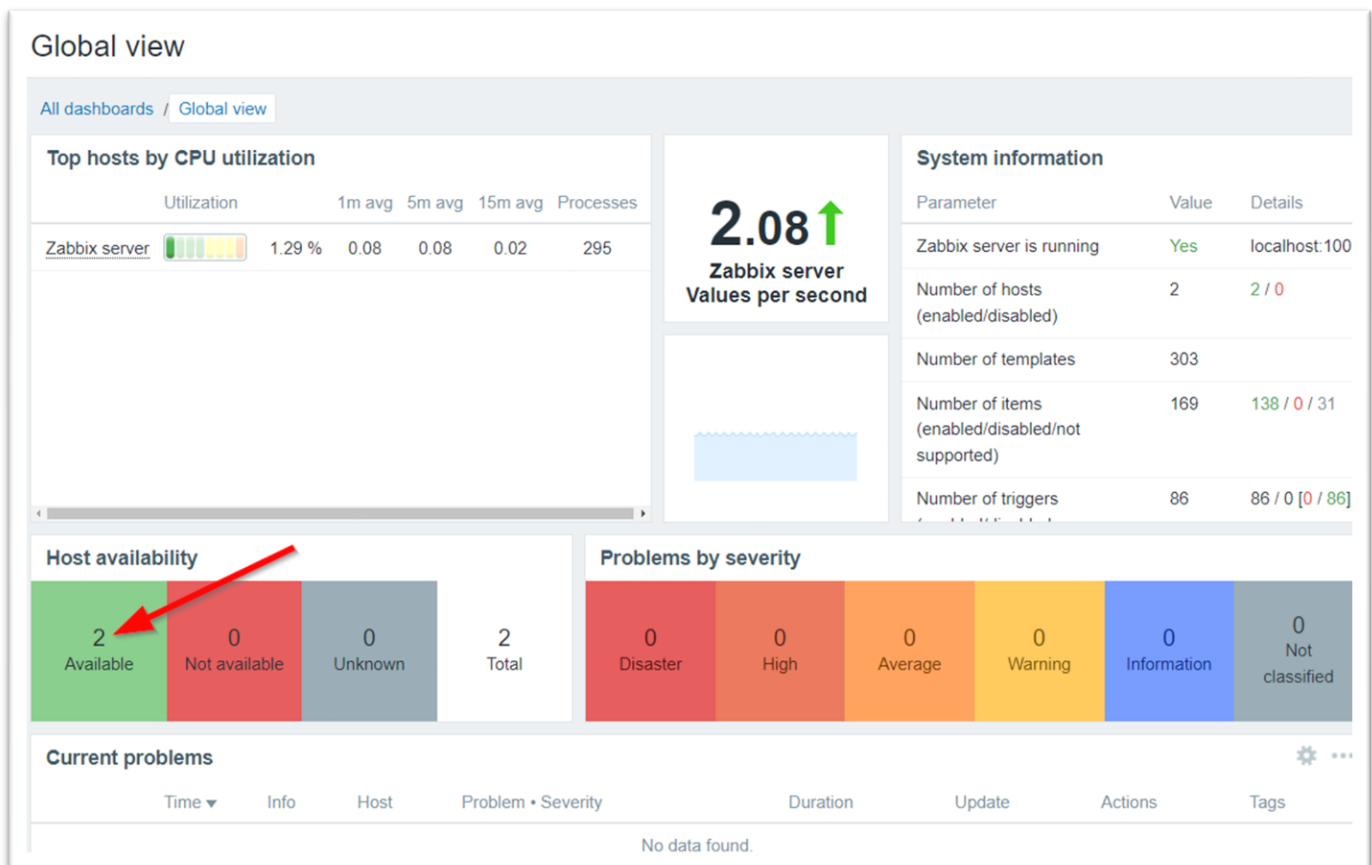 Global view
All dashboards / Global view
Top hosts by CPU utilization
Utilization 1m avg 5m avg 15m avg Processes
Zabbix server 1.29 % 0.08 0.08 0.02 295
2.08
Zabbix server
Values per second
System information
Parameter Value Details
Zabbix server is running Yes localhost:100
Number of hosts 2 2 / 0
(enabled/disabled)
Number of templates 303
Number of items 169 138 / 0 / 31
(enabled/disabled/not
supported)
Number of triggers 86 86 / 0 [0 / 86]
Host availability
2 0 0 2
Available Not available Unknown Total
Problems by severity
0 0 0 0 0 0
Disaster High Average Warning Information Not
classified
Current problems
Time Info Host Problem • Severity Duration Update Actions Tags
No data found.